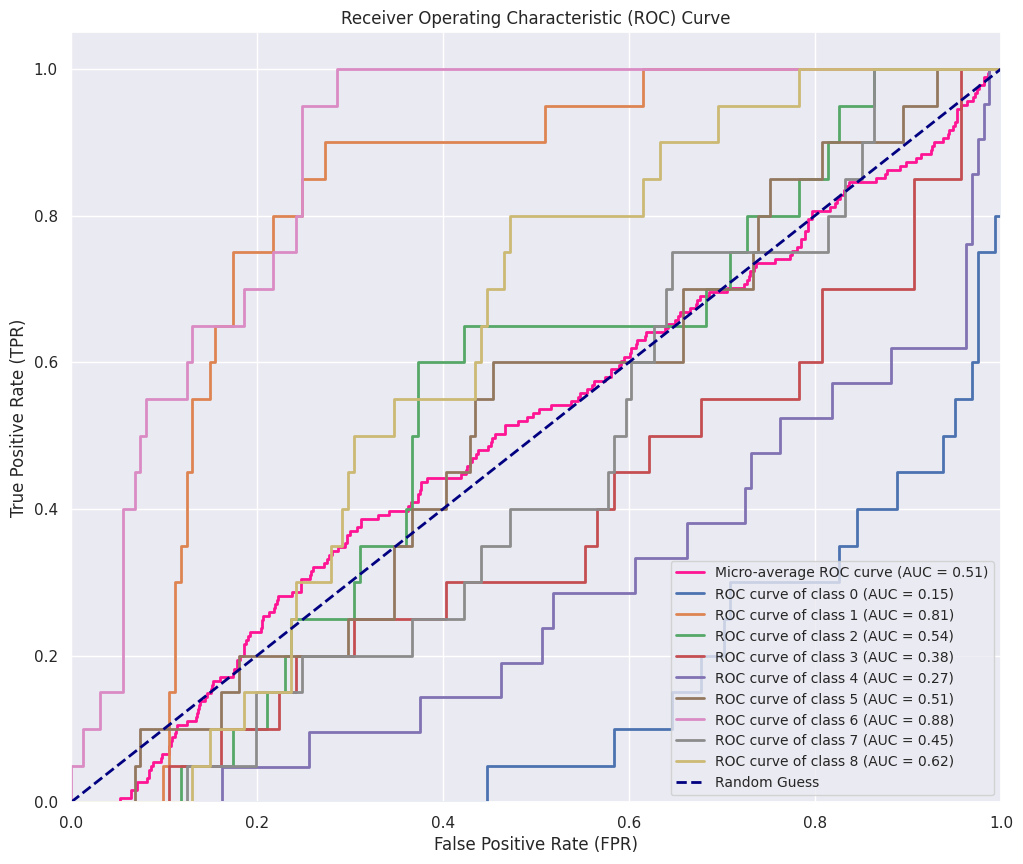 Receiver Operating Characteristic (ROC) Curve
True Positive Rate (TPR)
1.0
0.8
0.6
0.4
0.2
0.0
Micro-average ROC curve (AUC = 0.51)
ROC curve of class 0 (AUC = 0.15)
ROC curve of class 1 (AUC = 0.81)
ROC curve of class 2 (AUC = 0.54)
ROC curve of class 3 (AUC = 0.38)
ROC curve of class 4 (AUC = 0.27)
ROC curve of class 5 (AUC = 0.51)
ROC curve of class 6 (AUC = 0.88)
ROC curve of class 7 (AUC = 0.45)
ROC curve of class 8 (AUC = 0.62)
Random Guess
0.0 0.2 0.4 0.6 0.8 1.0
False Positive Rate (FPR)